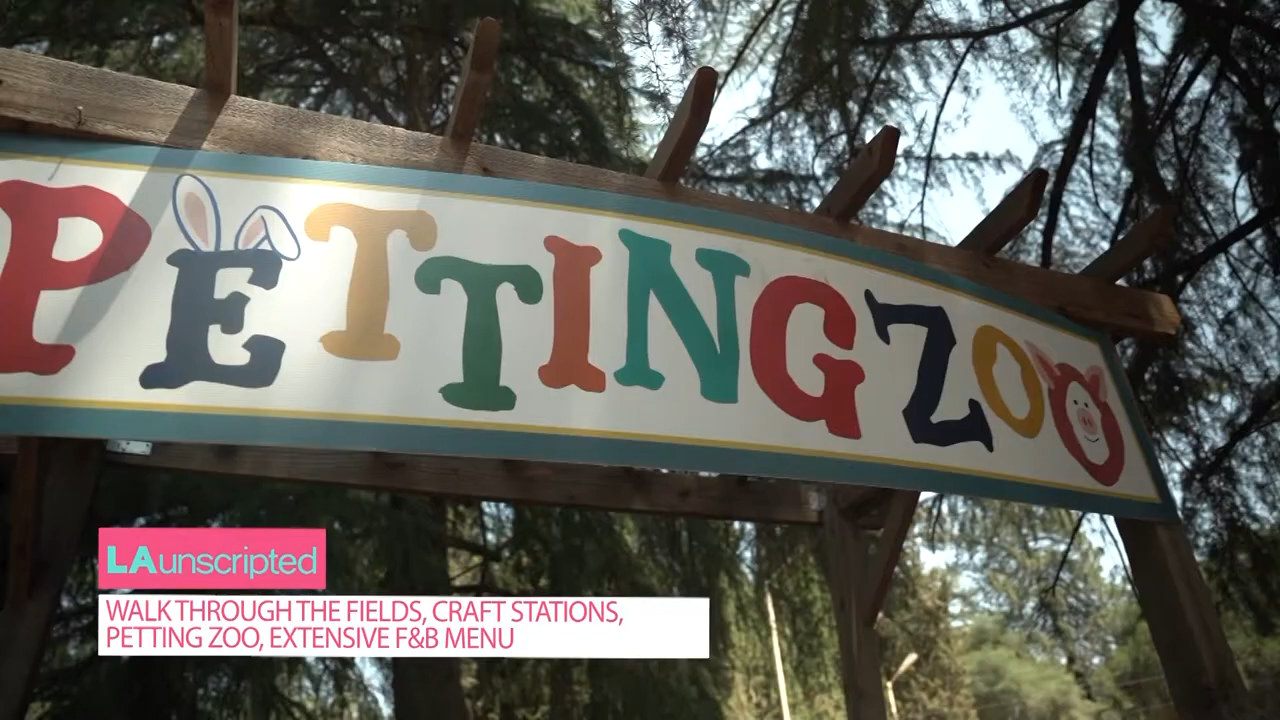 PETTING ZOO
LAunscripted
WALK THROUGH THE FIELDS, CRAFT STATIONS,
PETTING ZOO, EXTENSIVE F&B MENU